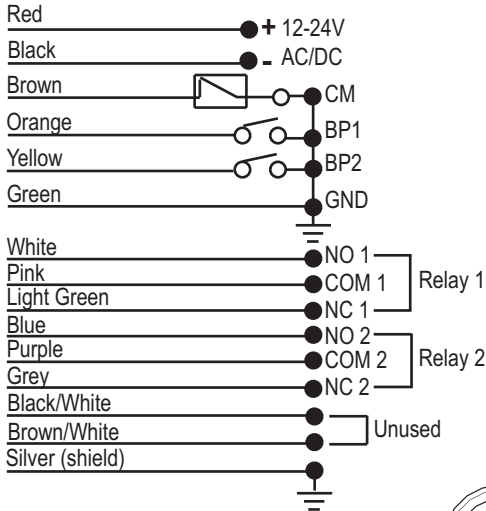 Red
+ 12-24V
Black
- AC/DC
Brown
CM
Orange
BP1
Yellow
BP2
Green
GND
White
NO 1
Pink
COM 1
Relay 1
Light Green
NC 1
Blue
NO 2
Purple
COM 2
Relay 2
Grey
NC 2
Black/White
Unused
Brown/White
Silver (shield)